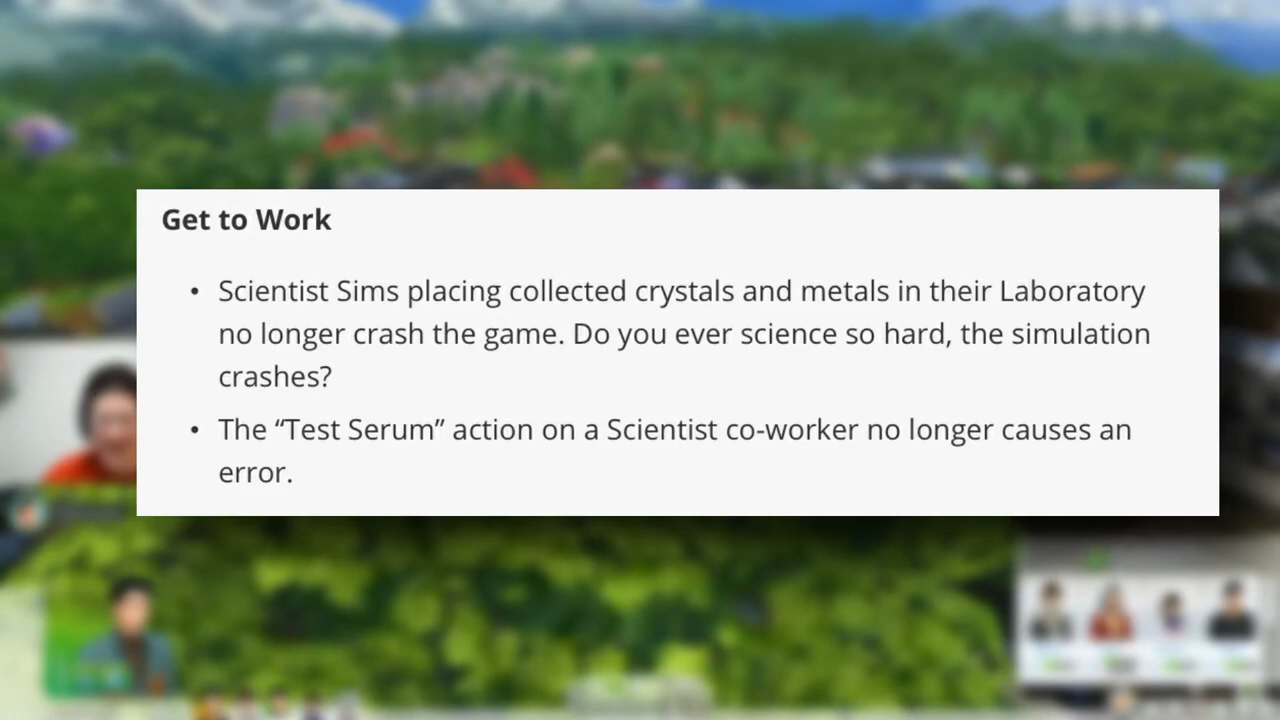 Get to Work
• Scientist Sims placing collected crystals and metals in their Laboratory
no longer crash the game. Do you ever science so hard, the simulation
crashes?
• The “Test Serum” action on a Scientist co-worker no longer causes an
error.